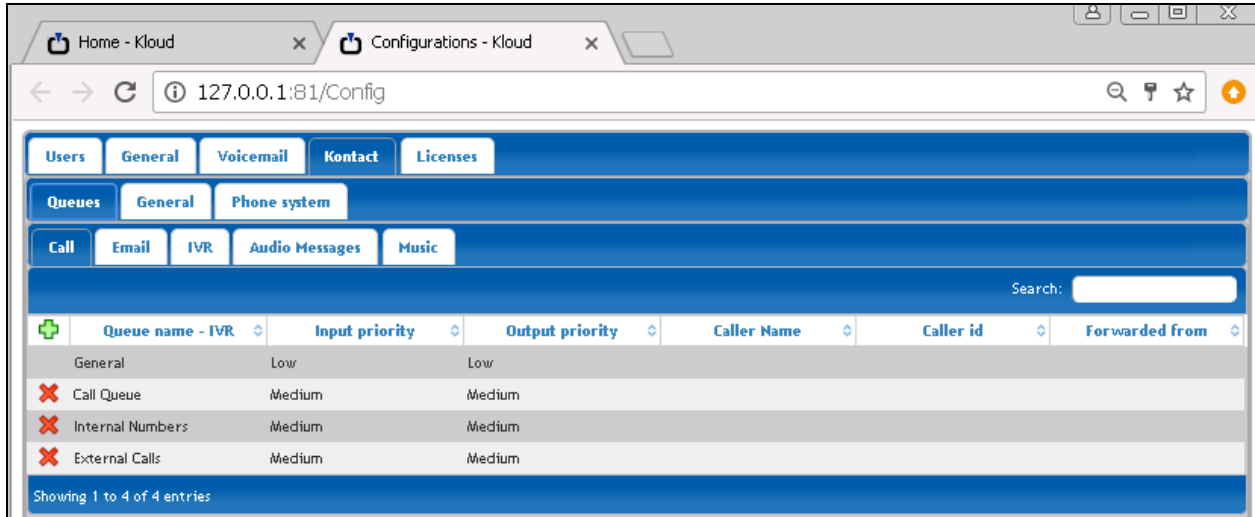 Home - Kloud Configurations - Kloud
127.0.0.1:81/Config
Users General Voicemail Kontact Licenses
Queues General Phone system
Call Email IVR Audio Messages Music
Search:
Queue name - IVR Input priority Output priority Caller Name Caller id Forwarded from
General Low Low
Call Queue Medium Medium
Internal Numbers Medium Medium
External Calls Medium Medium
Showing 1 to 4 of 4 entries